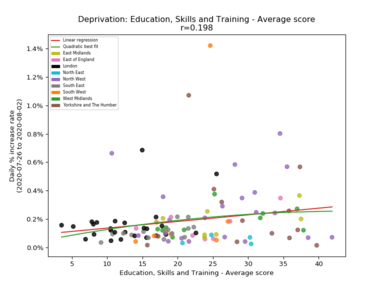 Deprivation: Education, Skills and Training - Average score
r=0.198
Daily % increase rate
(2020-07-26 to 2020-08-02)
1.4%
1.2%
1.0%
0.8%
0.6%
0.4%
0.2%
0.0%
Linear regression
Quadratic best fit
East Midlands
East of England
London
North East
North West
South East
South West
West Midlands
Yorkshire and The Humber
5 10 15 20 25 30 35 40
Education, Skills and Training - Average score